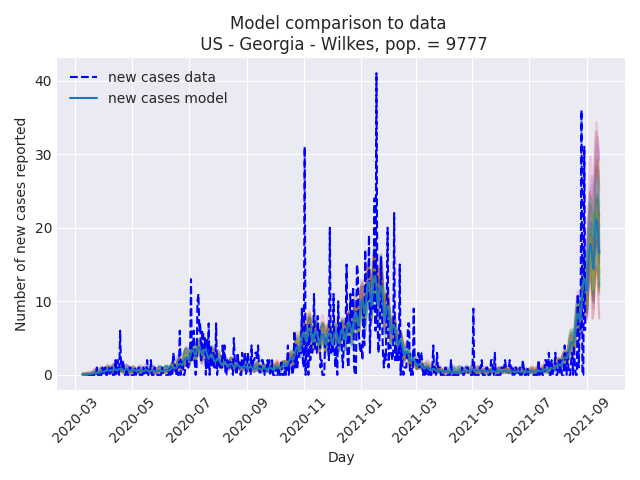 Model comparison to data
US - Georgia - Wilkes, pop. = 9777
new cases data
new cases model
Number of new cases reported
40
30
20
10
0
2020-03
2020-05
2020-07
2020-09
2020-11
2021-01
2021-03
2021-05
2021-07
2021-09
Day